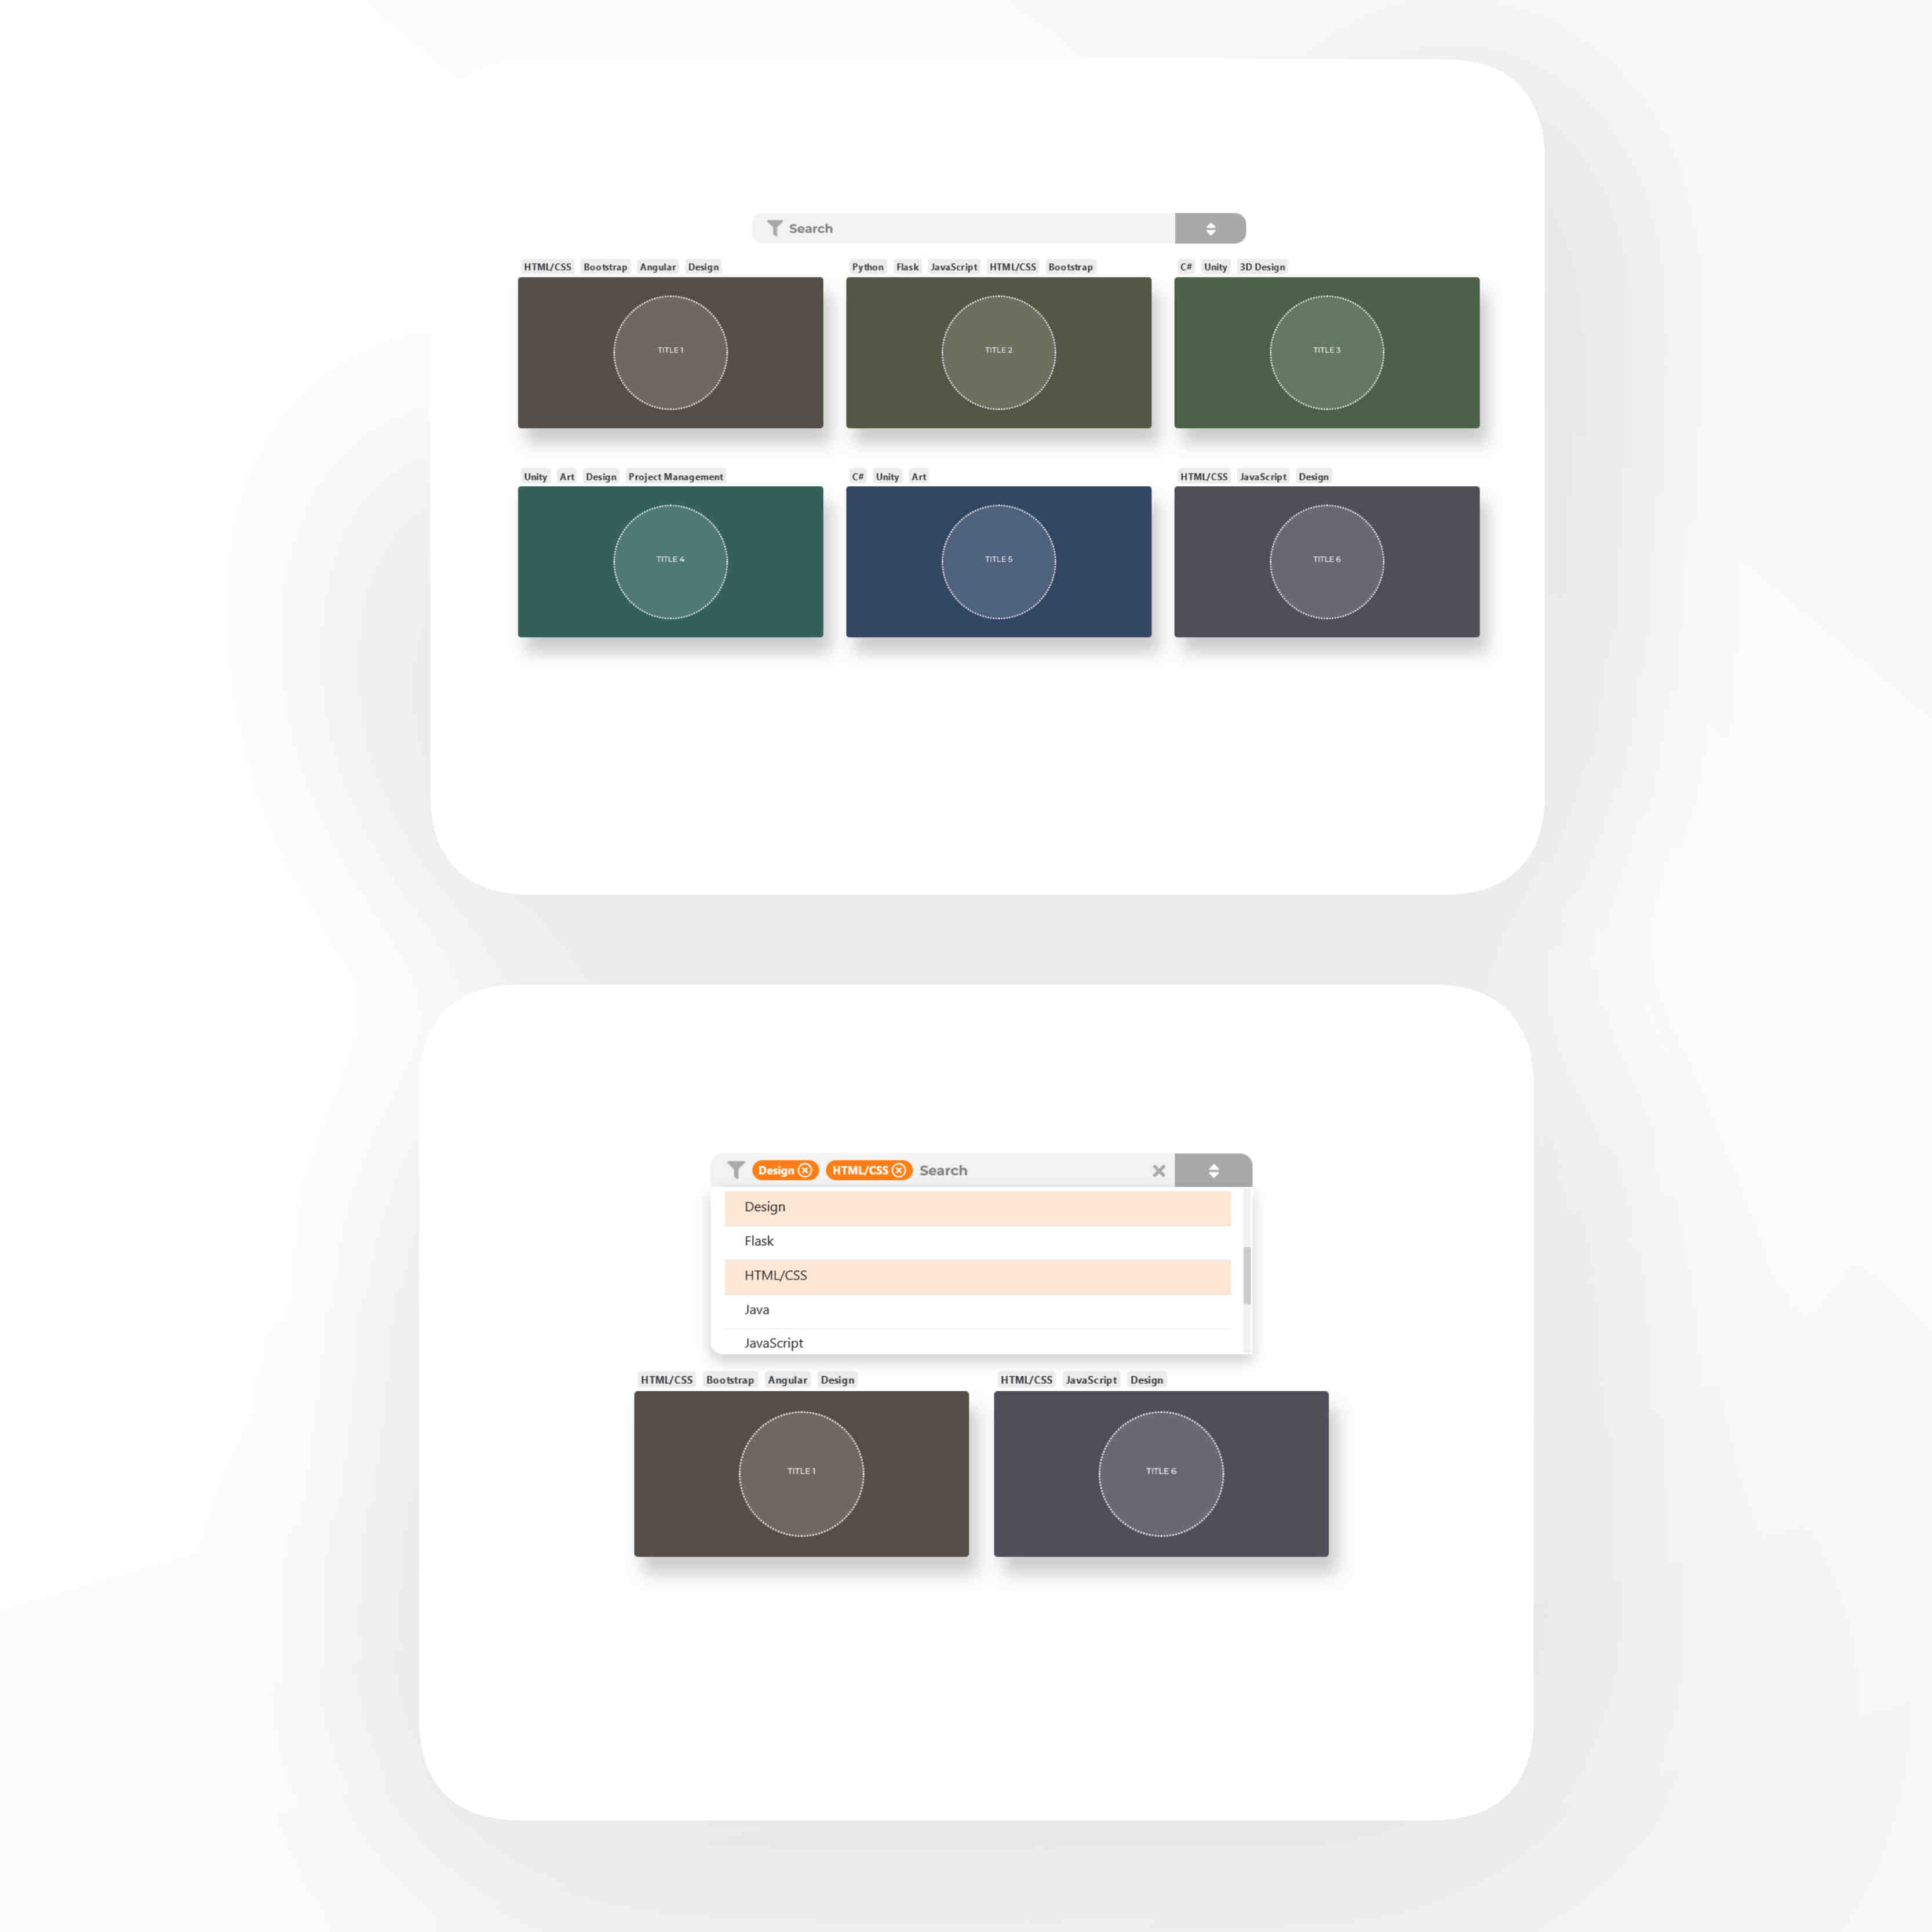 Search
HTML/CSS Bootstrap Angular Design
Python Flask JavaScript HTML/CSS Bootstrap
C# Unity 3D Design
TITLE 1
TITLE 2
TITLE 3
Unity Art Design Project Management
C# Unity Art
HTML/CSS JavaScript Design
TITLE 4
TITLE 5
TITLE 6
Design HTML/CSS Search
Design
Flask
HTML/CSS
Java
JavaScript
HTML/CSS Bootstrap Angular Design
HTML/CSS JavaScript Design
TITLE 1
TITLE 6